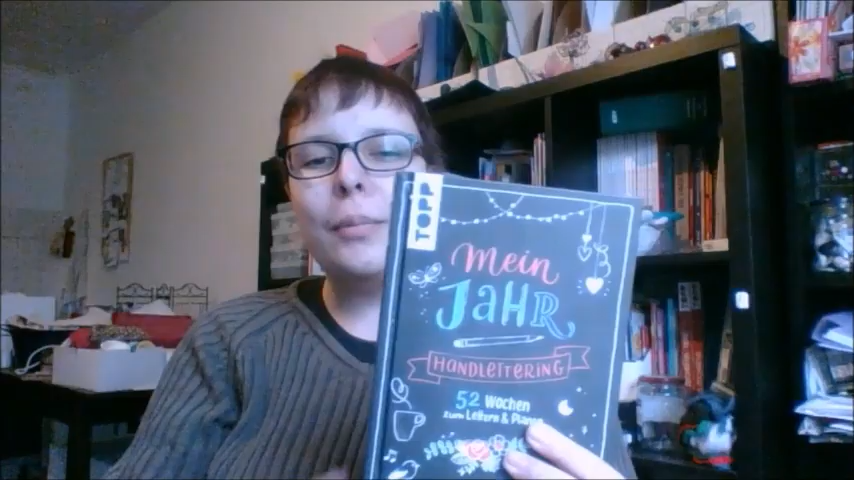 TOPP
Mein
JAHR
HANDLETTERING
52 Wochen
zum Lettern & Planen